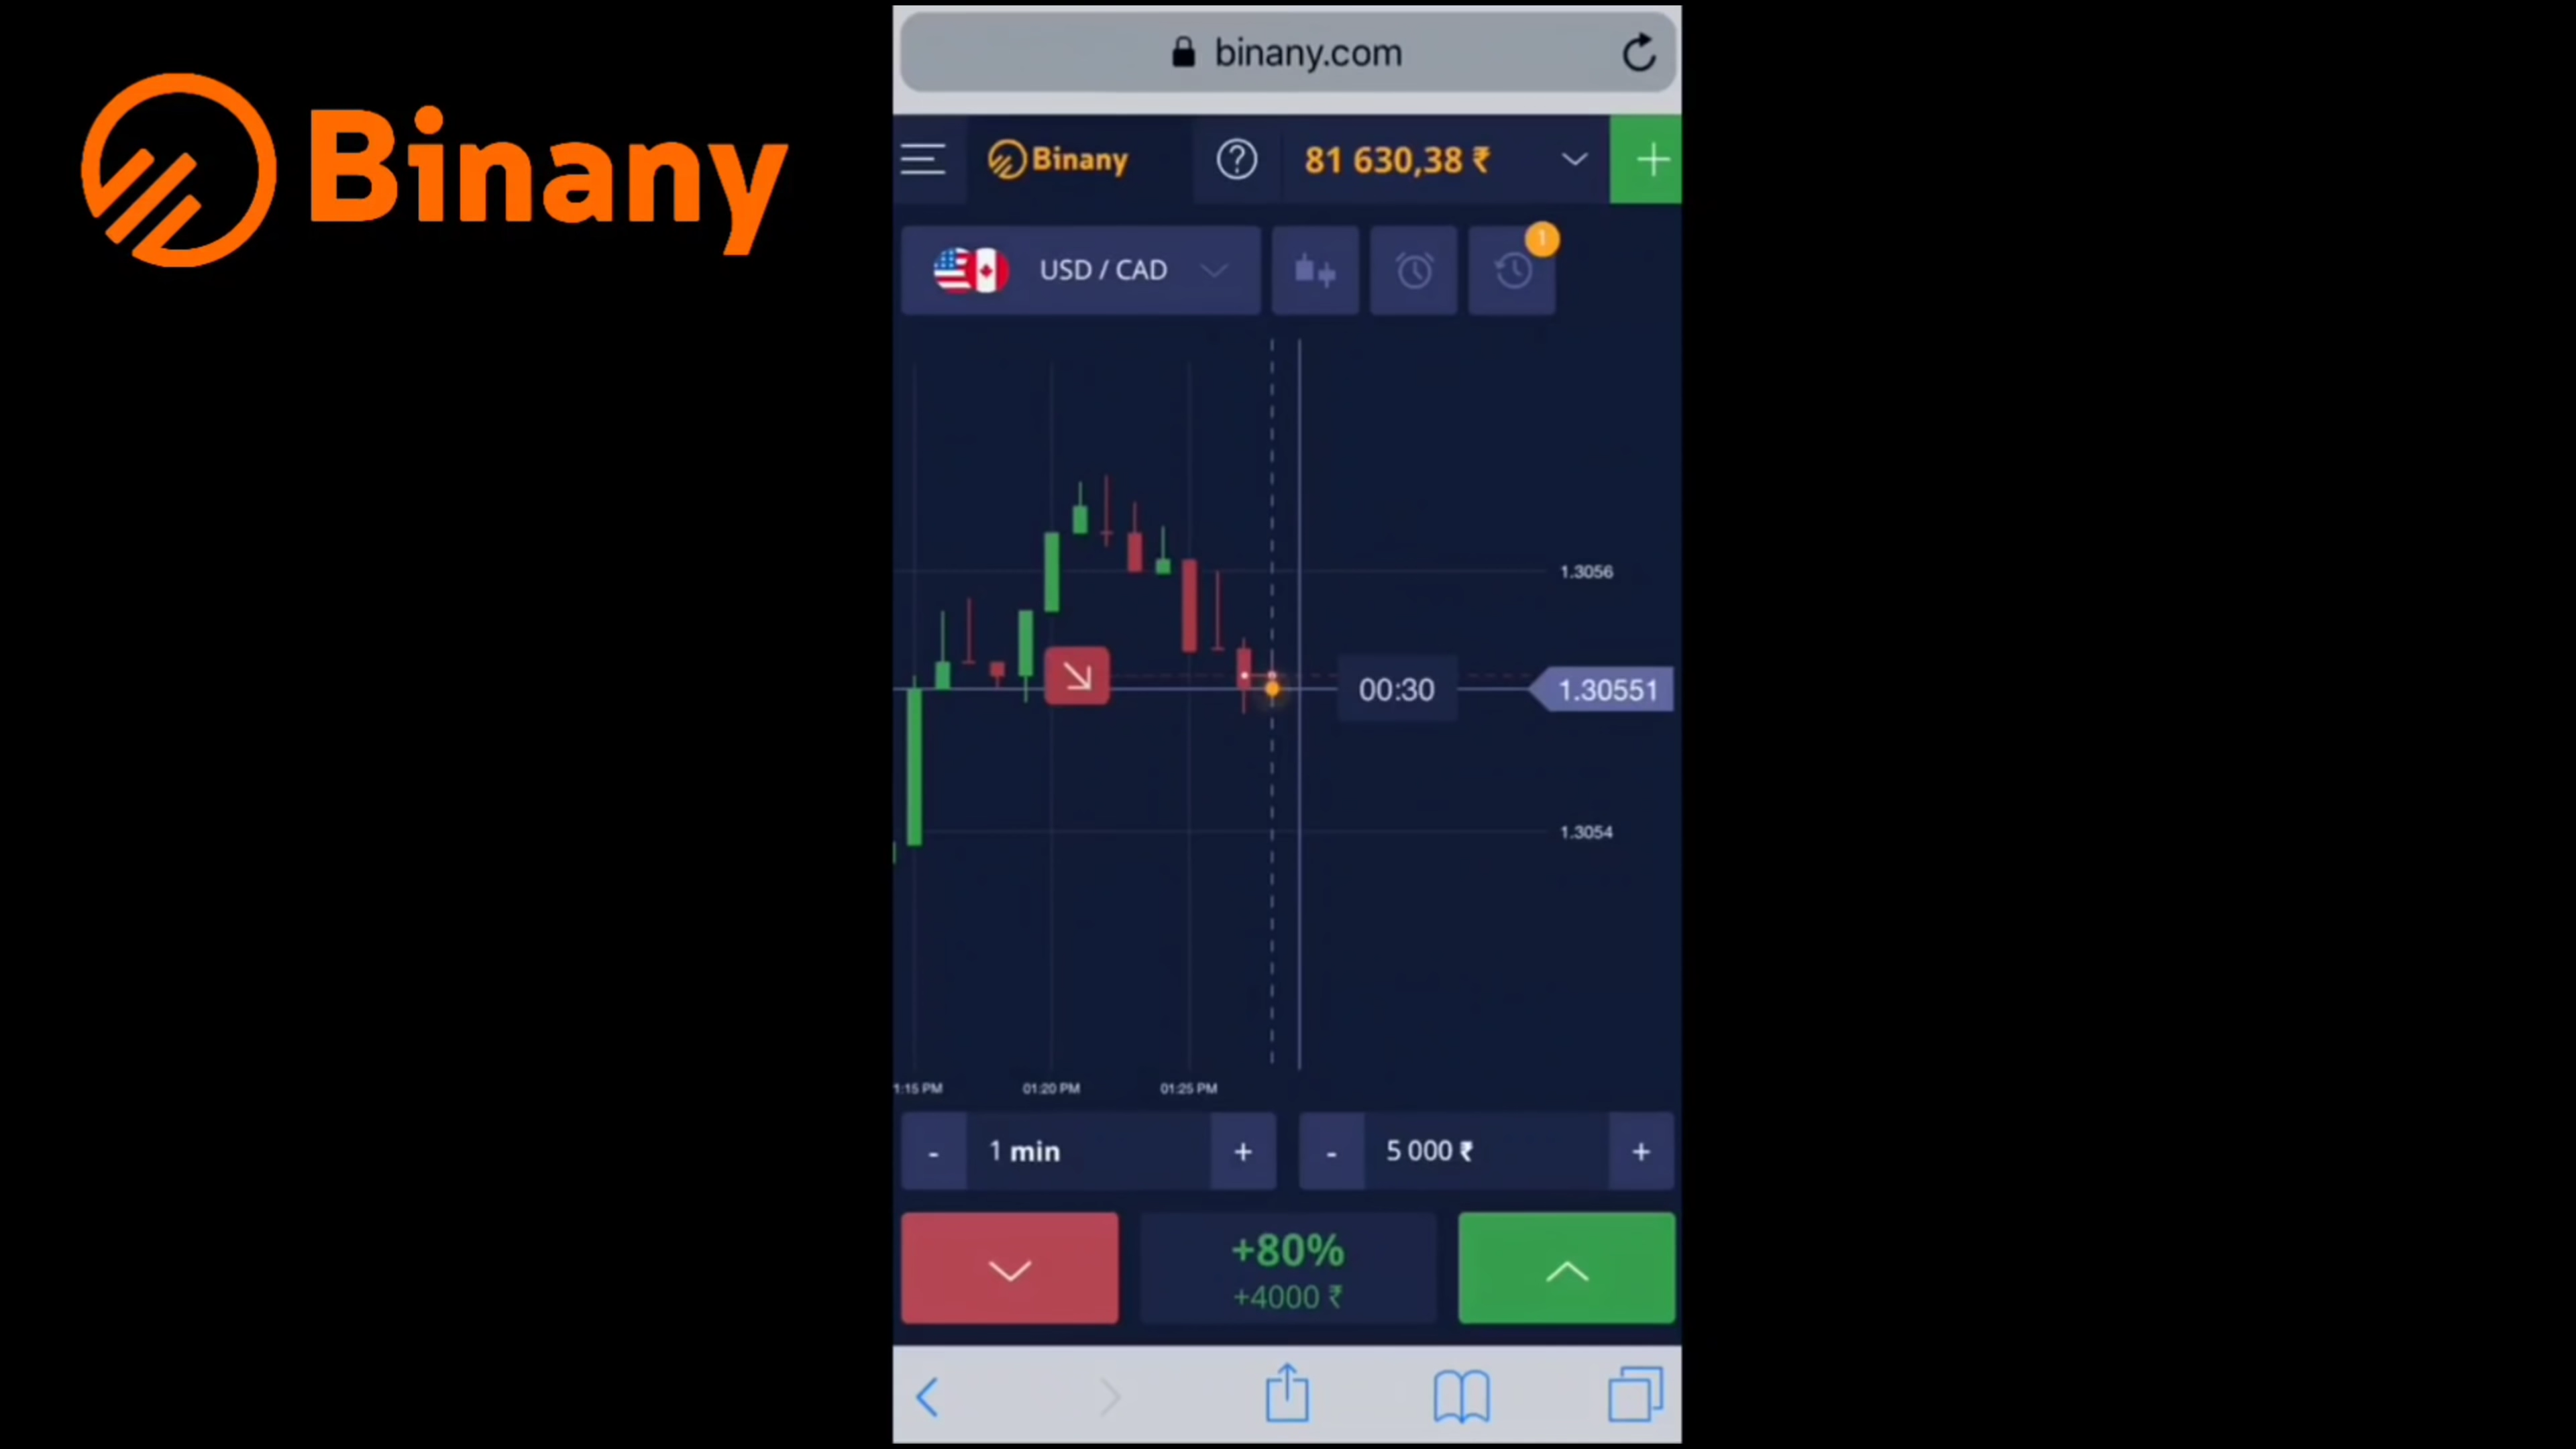 Binany
binany.com
Binany
?
81 630,38 ₹
+
USD / CAD
1
1.3056
00:30
1.30551
1.3054
1:15 PM
01:20 PM
01:25 PM
- 1 min +
- 5 000 ₹ +
+80%
+4000 ₹